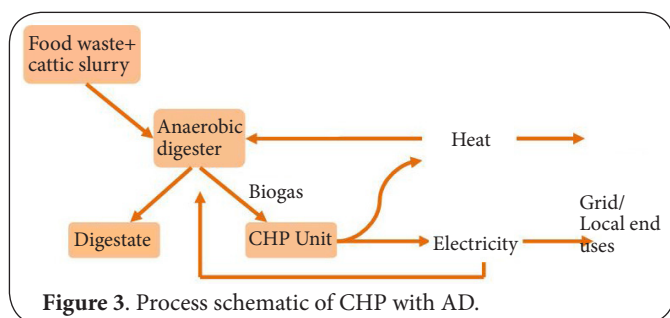 Food waste+
cattic slurry
Anaerobic
digester
Heat
Biogas
Grid/
Local end
uses
Digestate
CHP Unit
Electricity
Figure 3. Process schematic of CHP with AD.